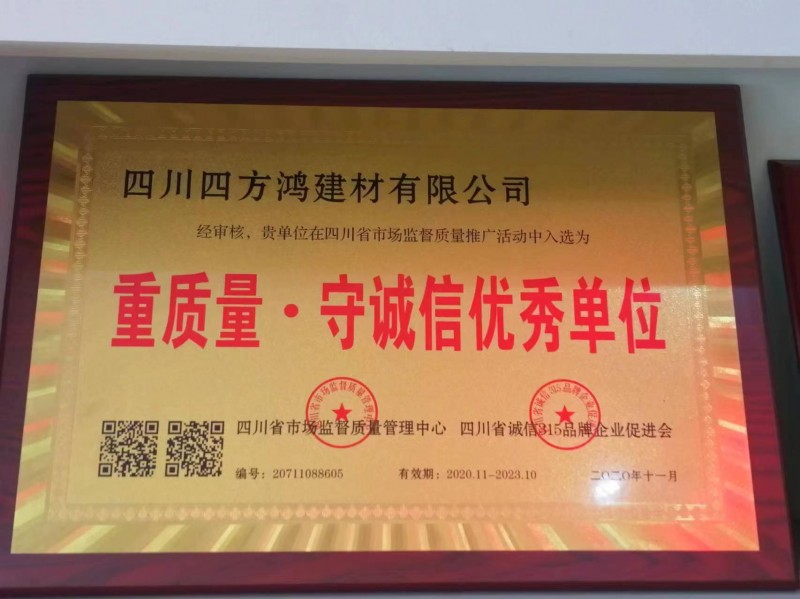 四川四方鸿建材有限公司
经审核，贵单位在四川省市场监督质量推广活动中入选为
重质量·守诚信优秀单位
四川省市场监督质量管理中心 四川省诚信315品牌企业促进会
编号：20711088605 有效期：2020.11-2023.10 二〇二〇年十一月